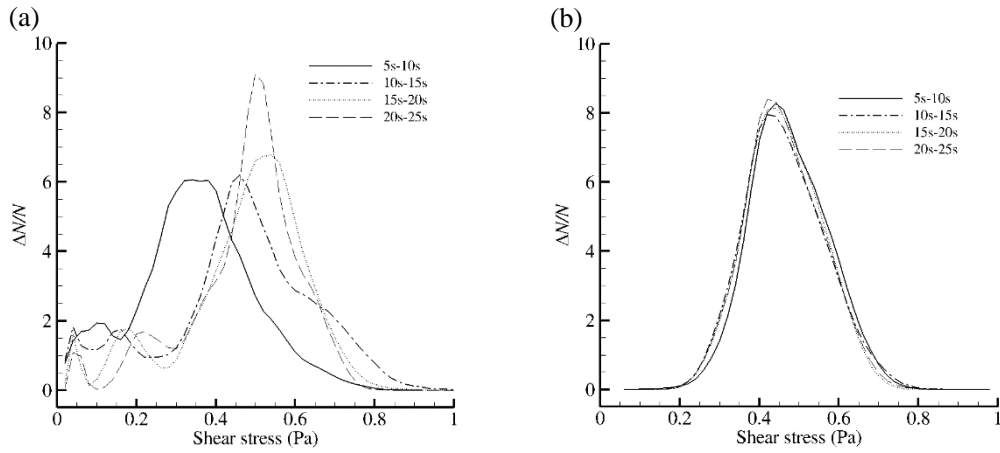 (a)
10
8
6
4
2
0
ΔN/N
5s-10s
10s-15s
15s-20s
20s-25s
0 0.2 0.4 0.6 0.8 1
Shear stress (Pa)
(b)
10
8
6
4
2
0
ΔN/N
5s-10s
10s-15s
15s-20s
20s-25s
0 0.2 0.4 0.6 0.8 1
Shear stress (Pa)